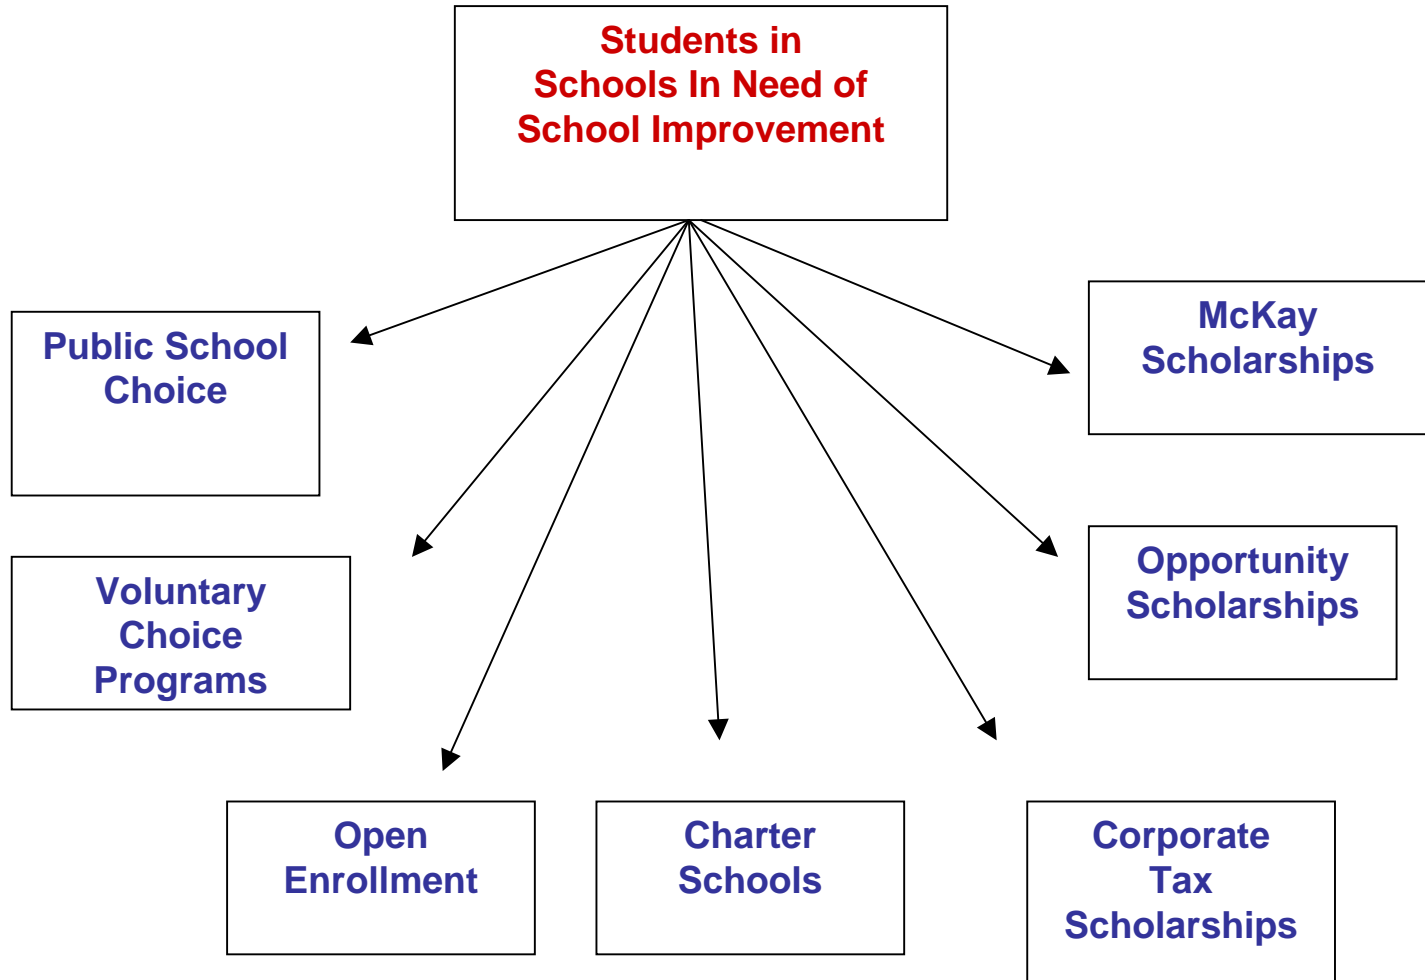 Students in
Schools In Need of
School Improvement
Public School
Choice
McKay
Scholarships
Voluntary
Choice
Programs
Opportunity
Scholarships
Open
Enrollment
Charter
Schools
Corporate
Tax
Scholarships